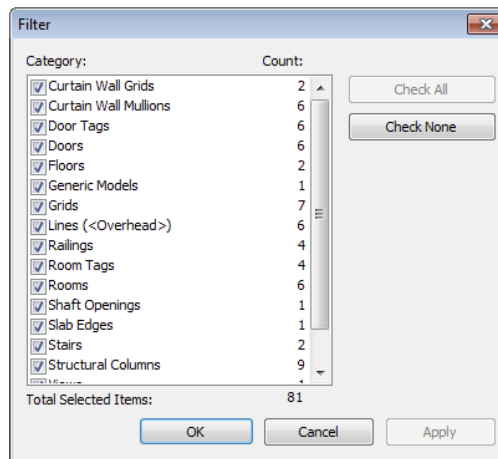 Filter
Category: Count:
Curtain Wall Grids 2
Curtain Wall Mullions 6
Door Tags 6
Doors 6
Floors 2
Generic Models 1
Grids 7
Lines (<Overhead>) 6
Railings 4
Room Tags 4
Rooms 6
Shaft Openings 1
Slab Edges 1
Stairs 2
Structural Columns 9
Views 1
Total Selected Items: 81
Check All
Check None
OK Cancel Apply